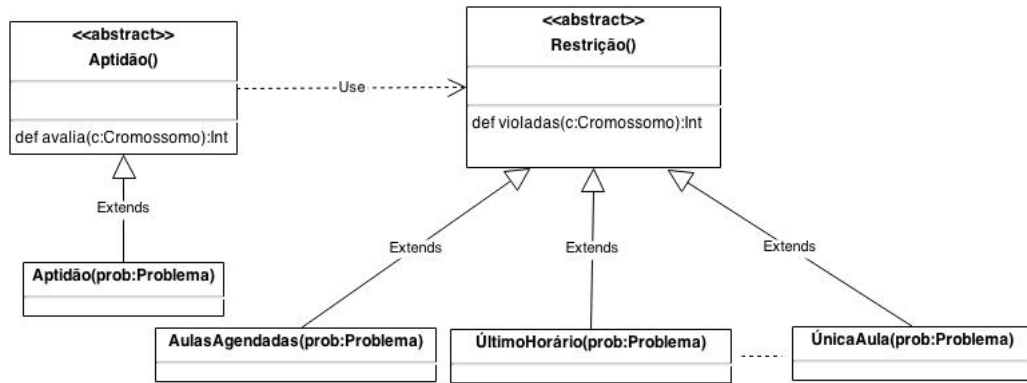 <<abstract>>
Aptidão()
def avalia(c:Cromossomo):Int
<<abstract>>
Restrição()
def violadas(c:Cromossomo):Int
Use
Extends
Extends
Extends
Extends
Aptidão(prob:Problema)
AulasAgendadas(prob:Problema)
ÚltimoHorário(prob:Problema)
ÚnicaAula(prob:Problema)